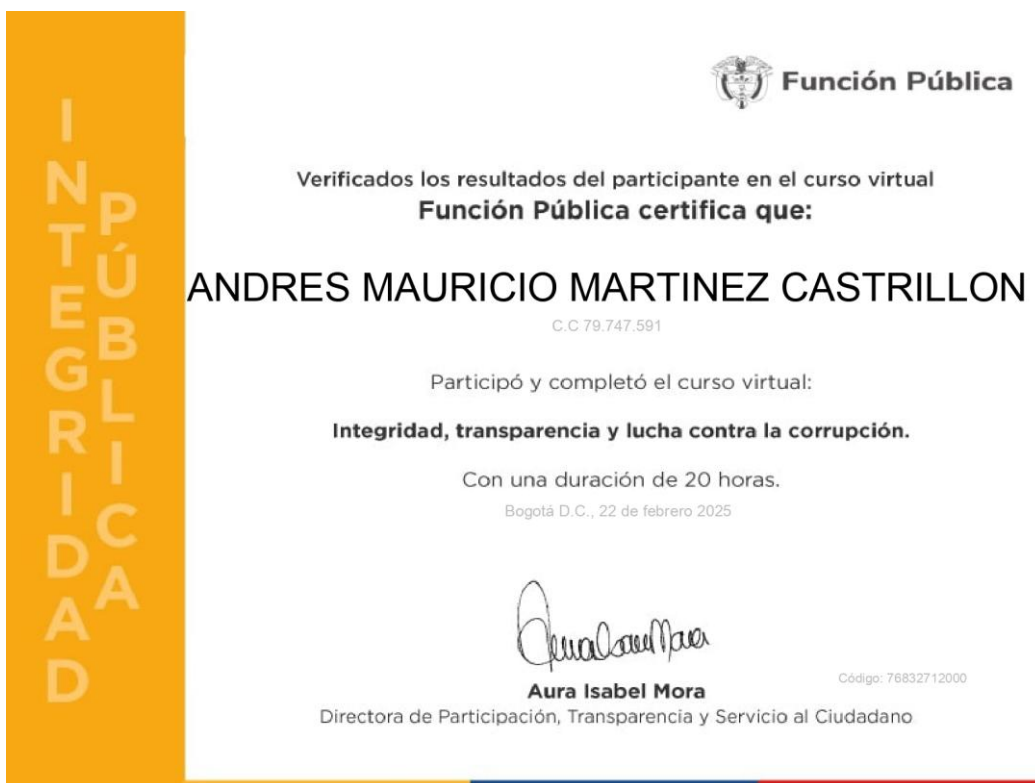 INTEGRIDAD
PÚBLICA
Función Pública
Verificados los resultados del participante en el curso virtual
Función Pública certifica que:
ANDRES MAURICIO MARTINEZ CASTRILLON
C.C 79.747.591
Participó y completó el curso virtual:
Integridad, transparencia y lucha contra la corrupción.
Con una duración de 20 horas.
Bogotá D.C., 22 de febrero 2025
Aura Isabel Mora
Código: 76832712000
Directora de Participación, Transparencia y Servicio al Ciudadano